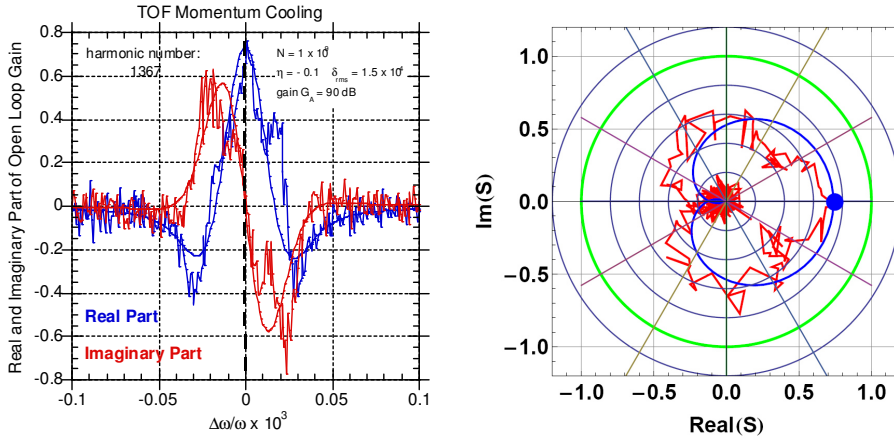 TOF Momentum Cooling
Real and Imaginary Part of Open Loop Gain
0.8
0.6
0.4
0.2
0
-0.2
-0.4
-0.6
-0.8
harmonic number:
1367
N = 1 x 10^9
η = - 0.1 δrms = 1.5 x 10^-4
gain G_A = 90 dB
Real Part
Imaginary Part
-0.1 -0.05 0 0.05 0.1
Δω/ω x 10^3
Im(S)
1.0
0.5
0.0
−0.5
−1.0
−1.0 −0.5 0.0 0.5 1.0
Real(S)